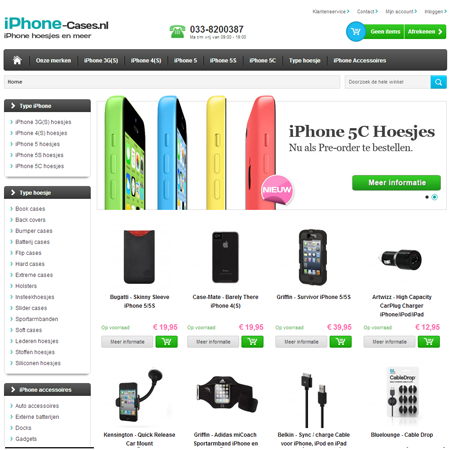 Klantenservice > Contact > Mijn account > Inloggen >
iPhone-Cases.nl
iPhone hoesjes en meer
033-8200387
Ma t/m vrij van 09:00 - 18:00
Geen items Afrekenen >
Onze merken iPhone 3G(S) iPhone 4(S) iPhone 5 iPhone 5S iPhone 5C Type hoesje iPhone Accessoires
Home
Doorzoek de hele winkel
Type iPhone
iPhone 3G(S) hoesjes
iPhone 4(S) hoesjes
iPhone 5 hoesjes
iPhone 5S hoesjes
iPhone 5C hoesjes
iPhone 5C Hoesjes
Nu als Pre-order te bestellen.
NIEUW
Meer informatie
Type hoesje
Book cases
Back covers
Bumper cases
Batterij cases
Flip cases
Hard cases
Extreme cases
Holsters
Insteekhoesjes
Slider cases
Sportarmbanden
Soft cases
Lederen hoesjes
Stoffen hoesjes
Siliconen hoesjes
Bugatti - Skinny Sleeve
iPhone 5/5S
Op voorraad € 19,95
Meer informatie
Case-Mate - Barely There
iPhone 4(S)
Op voorraad € 19,95
Meer informatie
Griffin - Survivor iPhone 5/5S
Op voorraad € 39,95
Meer informatie
Artwizz - High Capacity
CarPlug Charger
iPhone/iPod/iPad
Op voorraad € 12,95
Meer informatie
iPhone accessoires
Auto accessoires
Externe batterijen
Docks
Gadgets
Kensington - Quick Release
Car Mount
Griffin - Adidas miCoach
Sportarmband iPhone en
Belkin - Sync / charge Cable
voor iPhone, iPod en iPad
CableDrop
Bluelounge - Cable Drop